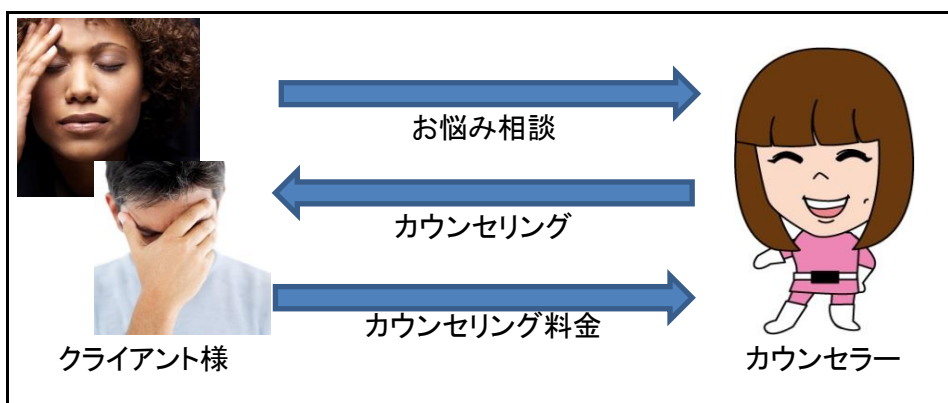 お悩み相談
カウンセリング
カウンセリング料金
クライアント様
カウンセラー